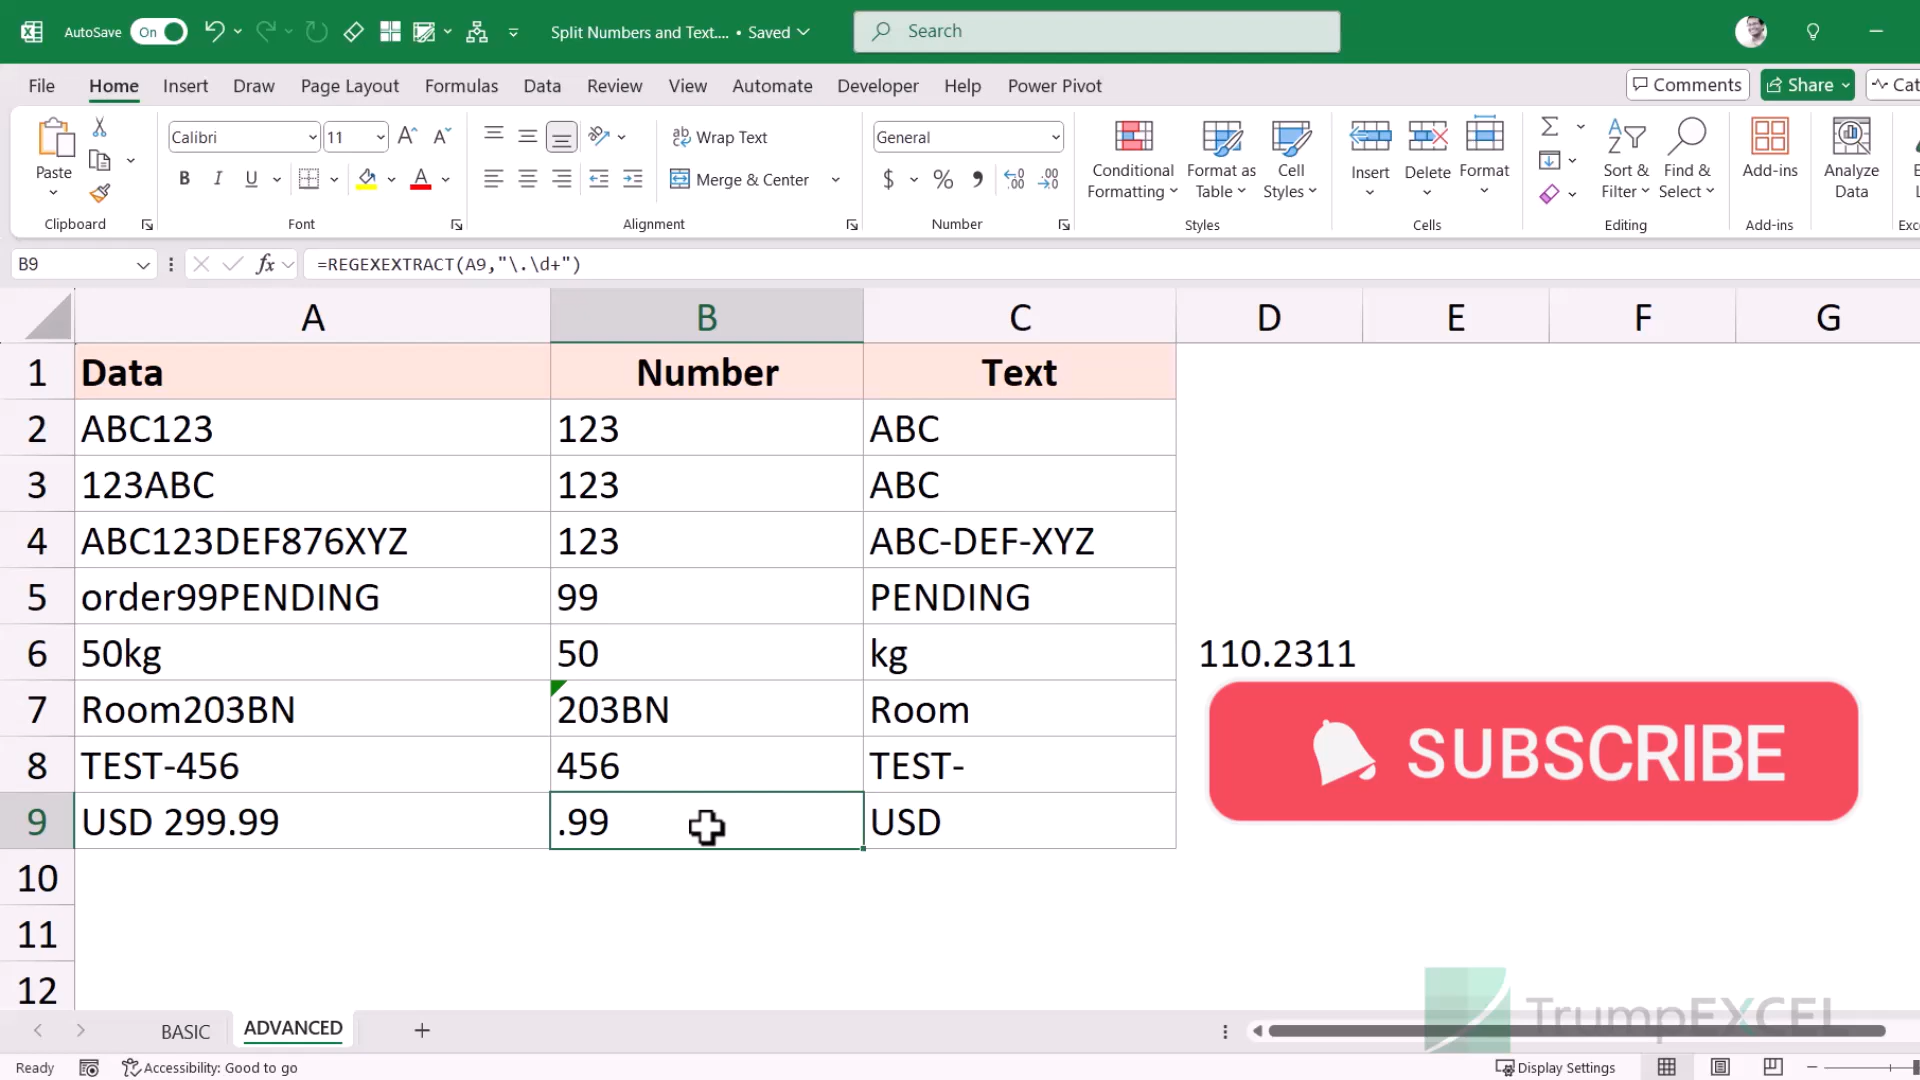 AutoSave On Split Numbers and Text.... • Saved Search
File Home Insert Draw Page Layout Formulas Data Review View Automate Developer Help Power Pivot Comments Share Cat
Paste Calibri 11 Wrap Text General Conditional Formatting Format as Table Cell Styles Insert Delete Format Sort & Filter Find & Select Add-ins Analyze Data
B I U A Merge & Center $ %
Clipboard Font Alignment Number Styles Cells Editing Add-ins Exce
B9 fx =REGEXEXTRACT(A9,"\.\d+")
A B C D E F G
1 Data Number Text
2 ABC123 123 ABC
3 123ABC 123 ABC
4 ABC123DEF876XYZ 123 ABC-DEF-XYZ
5 order99PENDING 99 PENDING
6 50kg 50 kg 110.2311
7 Room203BN 203BN Room
8 TEST-456 456 TEST-
SUBSCRIBE
9 USD 299.99 .99 USD
10
11
12
TrumpEXCEL
BASIC ADVANCED
Ready Accessibility: Good to go Display Settings